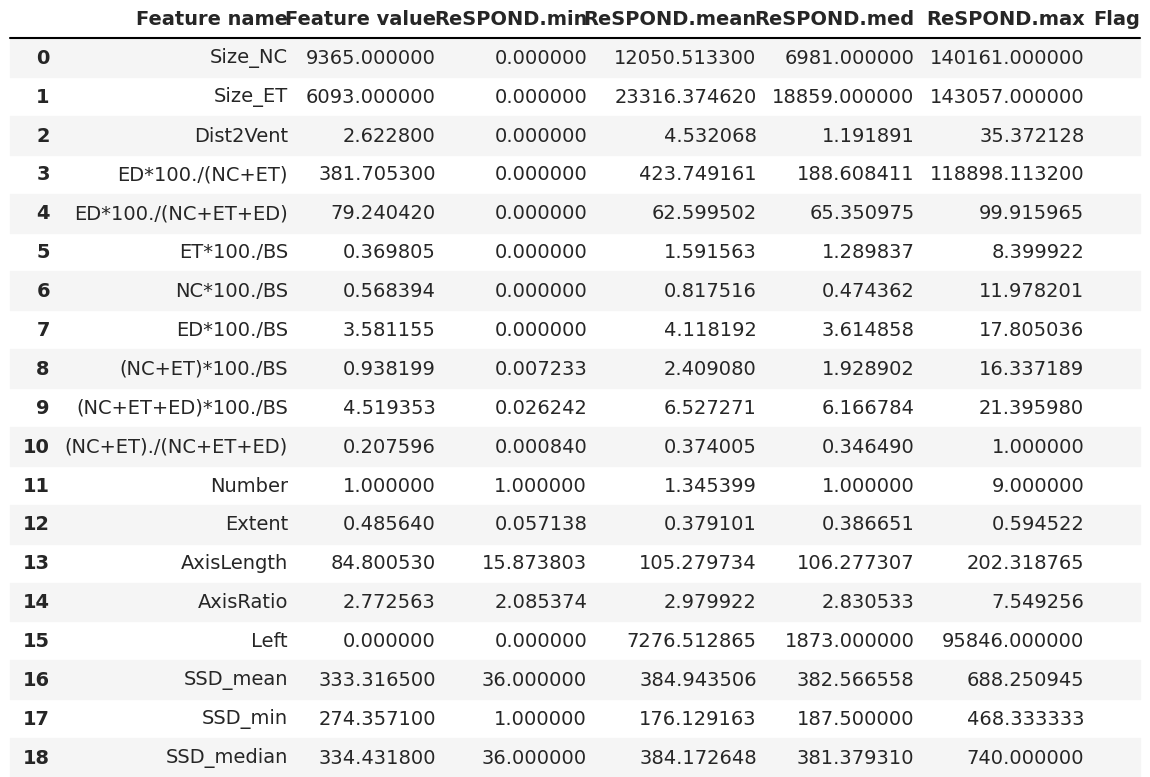 Feature name Feature value ReSPOND.min ReSPOND.mean ReSPOND.med ReSPOND.max Flag
0 Size_NC 9365.000000 0.000000 12050.513300 6981.000000 140161.000000
1 Size_ET 6093.000000 0.000000 23316.374620 18859.000000 143057.000000
2 Dist2Vent 2.622800 0.000000 4.532068 1.191891 35.372128
3 ED*100./(NC+ET) 381.705300 0.000000 423.749161 188.608411 118898.113200
4 ED*100./(NC+ET+ED) 79.240420 0.000000 62.599502 65.350975 99.915965
5 ET*100./BS 0.369805 0.000000 1.591563 1.289837 8.399922
6 NC*100./BS 0.568394 0.000000 0.817516 0.474362 11.978201
7 ED*100./BS 3.581155 0.000000 4.118192 3.614858 17.805036
8 (NC+ET)*100./BS 0.938199 0.007233 2.409080 1.928902 16.337189
9 (NC+ET+ED)*100./BS 4.519353 0.026242 6.527271 6.166784 21.395980
10 (NC+ET)./(NC+ET+ED) 0.207596 0.000840 0.374005 0.346490 1.000000
11 Number 1.000000 1.000000 1.345399 1.000000 9.000000
12 Extent 0.485640 0.057138 0.379101 0.386651 0.594522
13 AxisLength 84.800530 15.873803 105.279734 106.277307 202.318765
14 AxisRatio 2.772563 2.085374 2.979922 2.830533 7.549256
15 Left 0.000000 0.000000 7276.512865 1873.000000 95846.000000
16 SSD_mean 333.316500 36.000000 384.943506 382.566558 688.250945
17 SSD_min 274.357100 1.000000 176.129163 187.500000 468.333333
18 SSD_median 334.431800 36.000000 384.172648 381.379310 740.000000